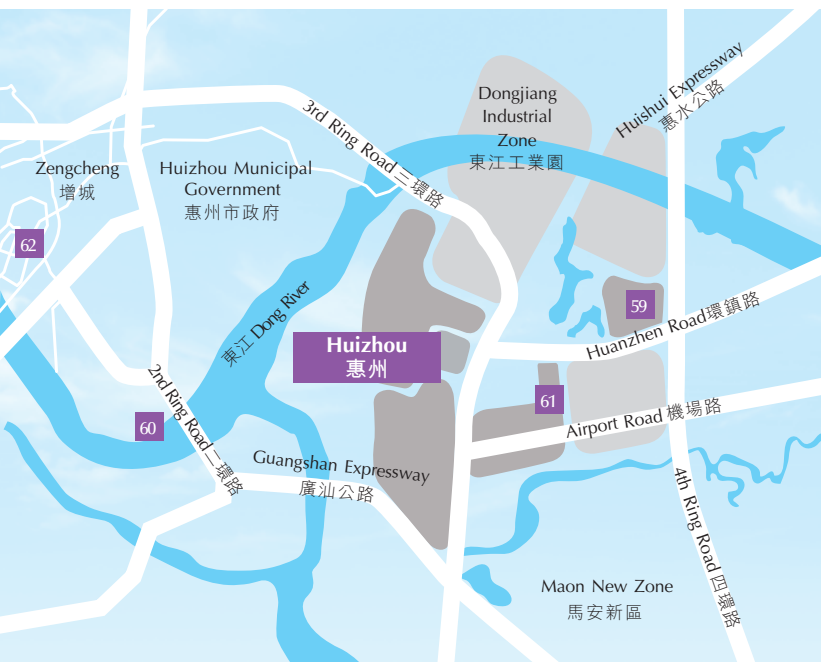 Huishui Expressway
惠水公路
Dongjiang
Industrial
Zone
東江工業園
3rd Ring Road 三環路
Zengcheng
增城
Huizhou Municipal
Government
惠州市政府
62
59
Huanzhen Road環鎮路
東江 Dong River
Huizhou
惠州
61
Airport Road 機場路
2nd Ring Road 二環路
60
Guangshan Expressway
廣汕公路
4th Ring Road 四環路
Maon New Zone
馬安新區